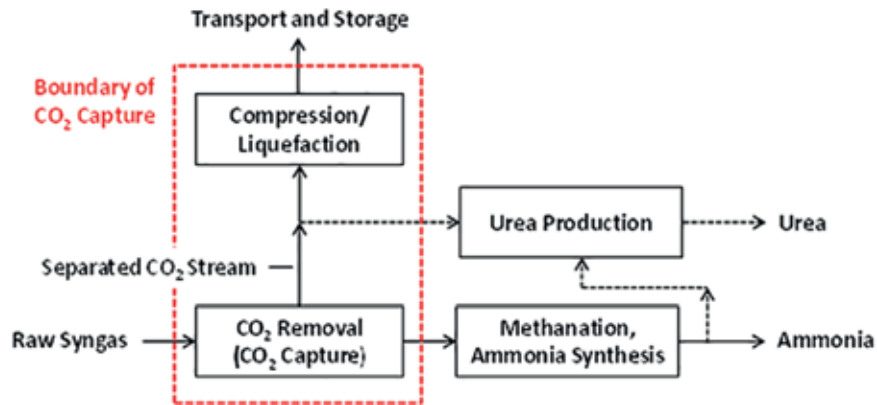 Transport and Storage
Boundary of
CO₂ Capture
Compression/
Liquefaction
Urea Production
Urea
Separated CO₂ Stream
Raw Syngas
CO₂ Removal
(CO₂ Capture)
Methanation,
Ammonia Synthesis
Ammonia